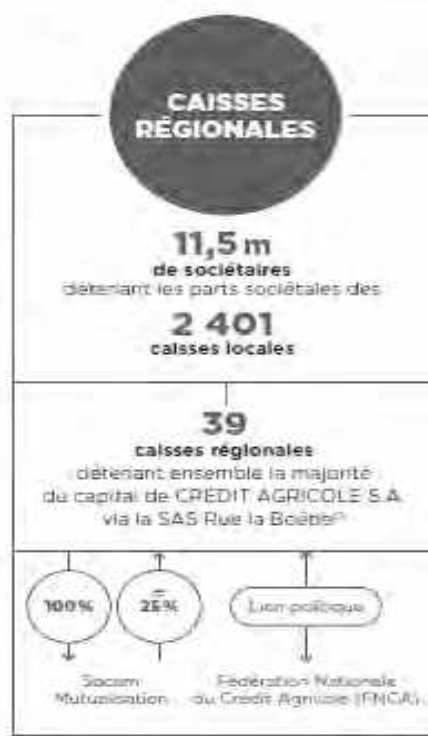 CAISSES
RÉGIONALES
11,5 m
de sociétaires
détenant les parts sociétales des
2 401
caisses locales
39
caisses régionales
détenant ensemble la majorité
du capital de CRÉDIT AGRICOLE S.A.
via la SAS Rue la Boétie
100%
25%
Lien politique
Sacam
Mutualisation
Fédération Nationale
du Crédit Agricole (FNCA)